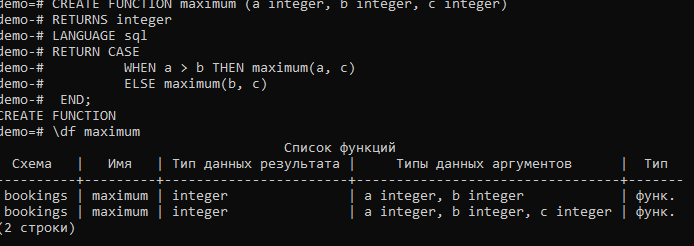 demo=# CREATE FUNCTION maximum (a integer, b integer, c integer)
demo-# RETURNS integer
demo-# LANGUAGE sql
demo-# RETURN CASE
demo-#         WHEN a > b THEN maximum(a, c)
demo-#         ELSE maximum(b, c)
demo-#  END;
CREATE FUNCTION
demo=# \df maximum
                                 Список функций
  Схема   |   Имя   | Тип данных результата |     Типы данных аргументов      |  Тип
----------+---------+-----------------------+---------------------------------+-------
 bookings | maximum | integer               | a integer, b integer            | функ.
 bookings | maximum | integer               | a integer, b integer, c integer | функ.
(2 строки)